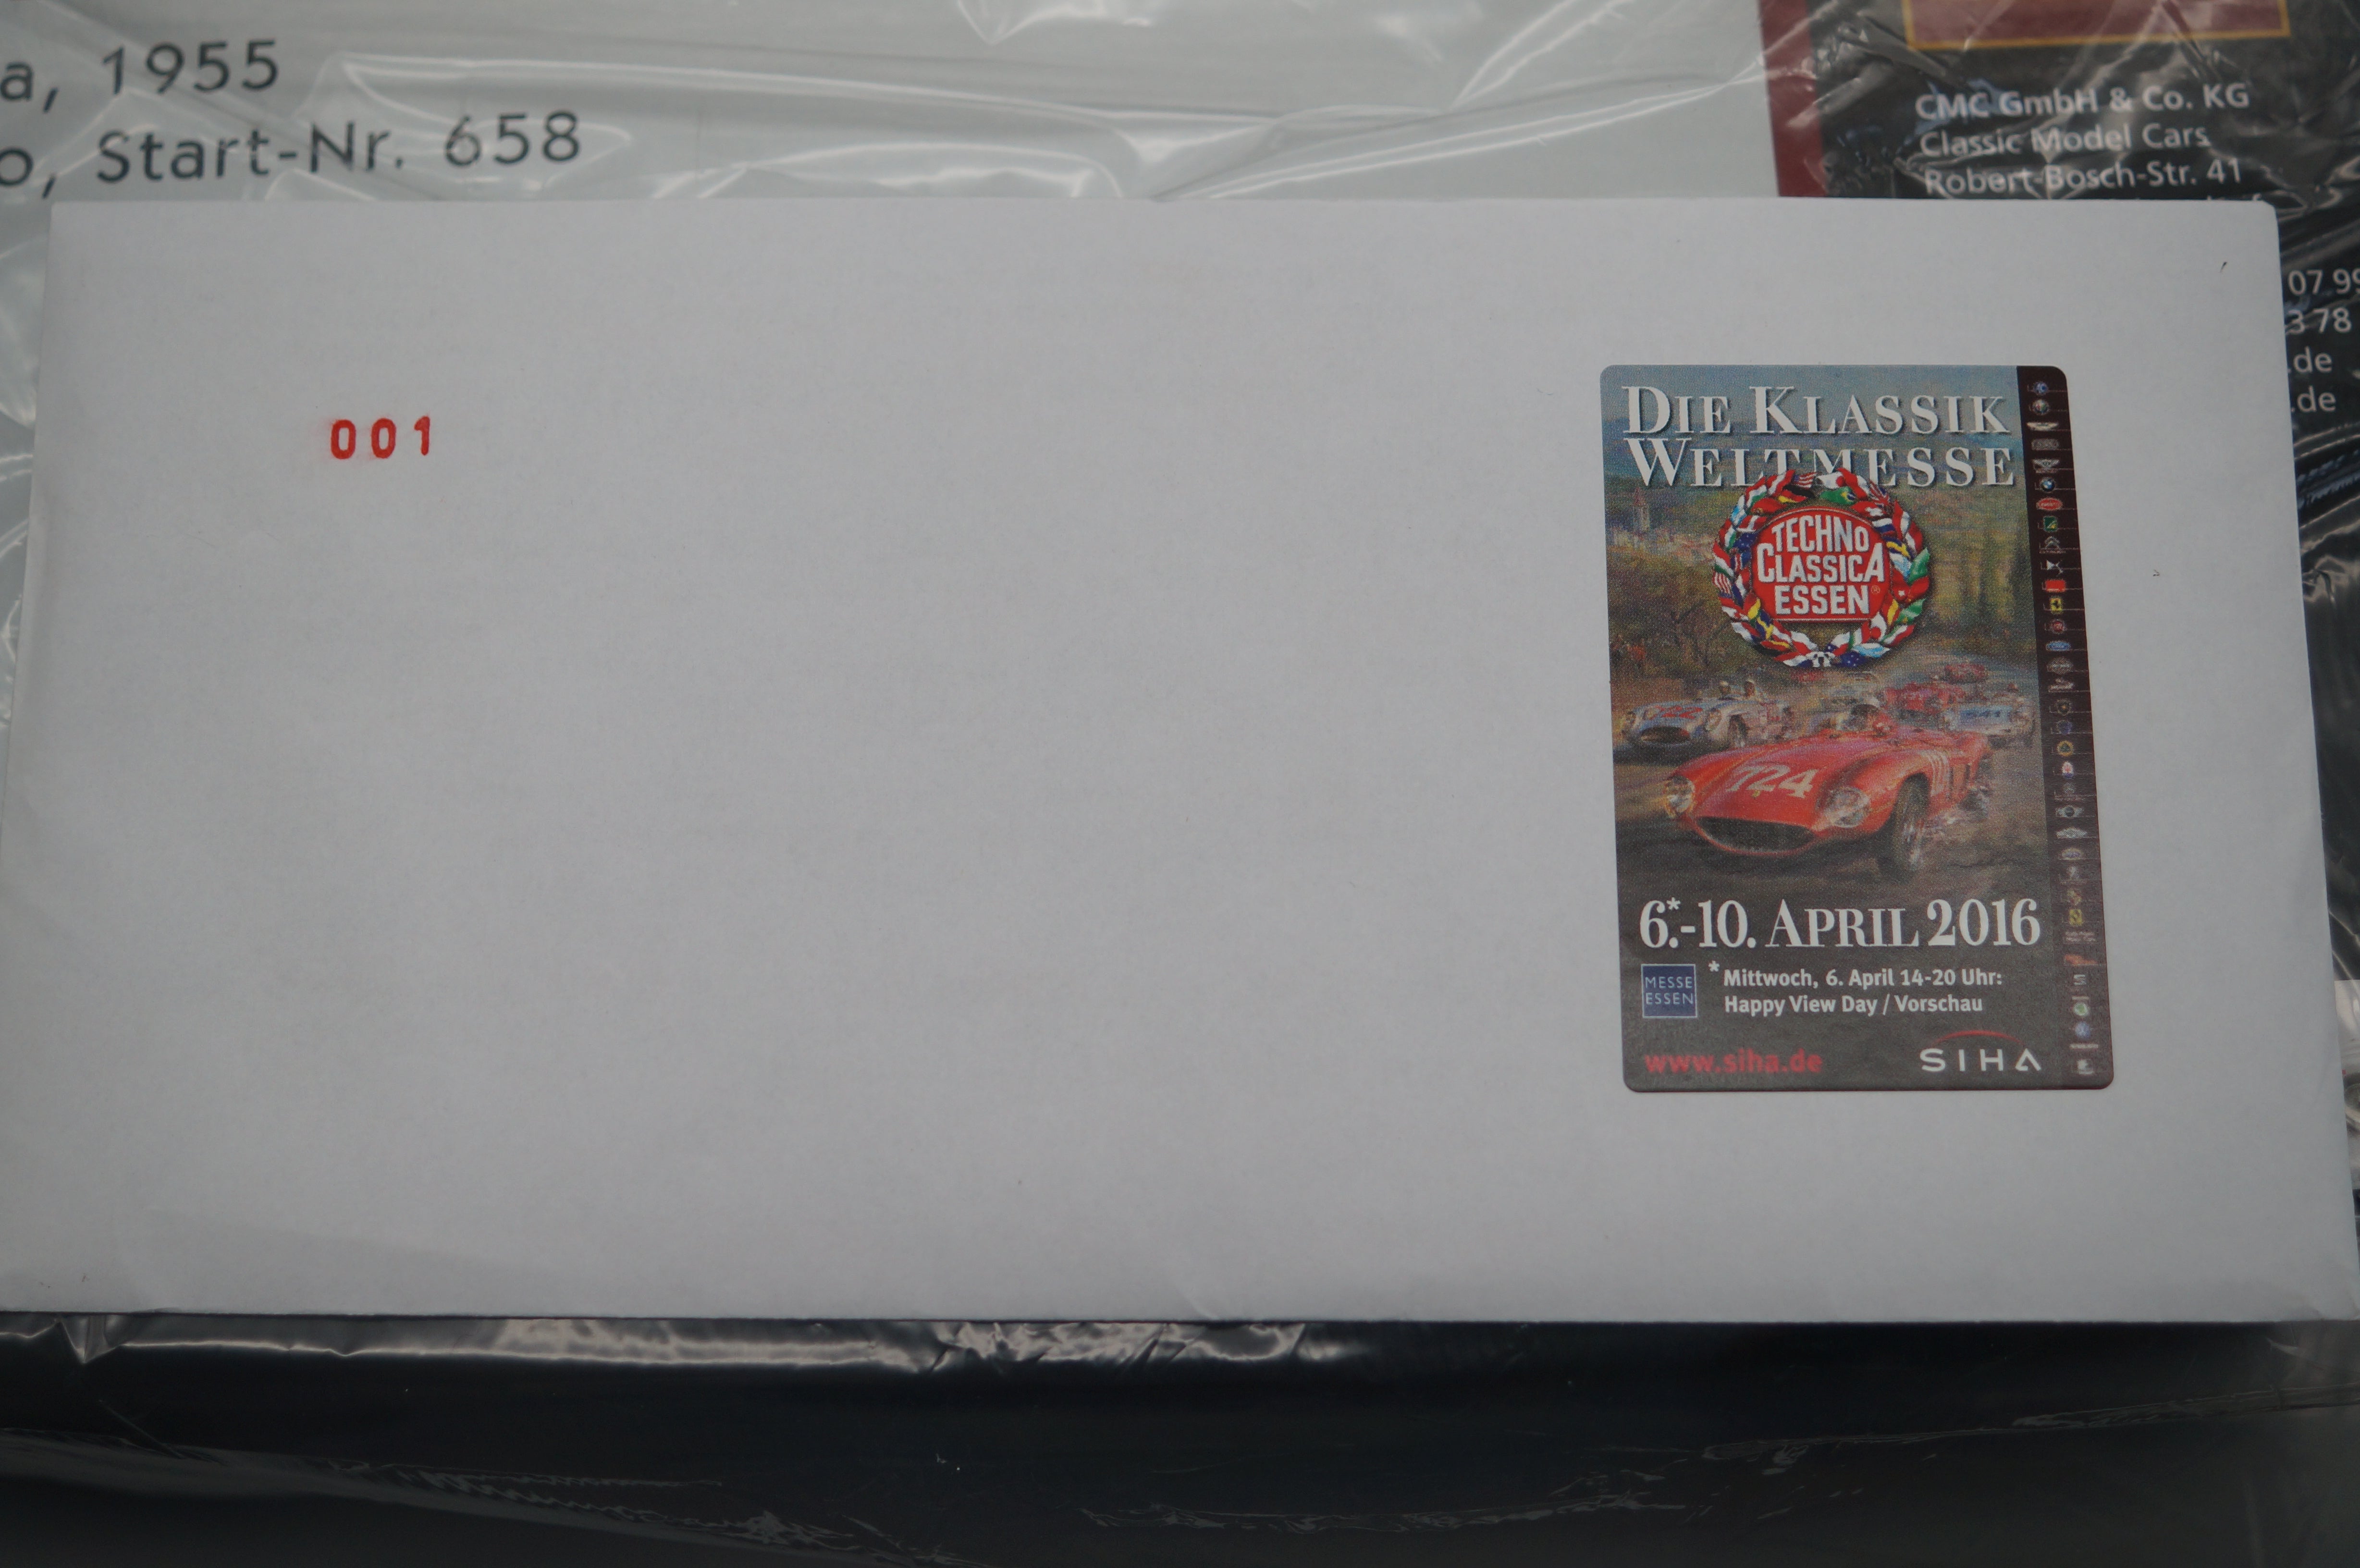 a, 1955
o, Start-Nr. 658
CMC GmbH & Co. KG
Classic Model Cars
Robert-Bosch-Str. 41
07 99
3 78
.de
.de
001
DIE KLASSIK
WELTMESSE
TECHNO
CLASSICA
ESSEN
722
541
724
6*.-10. APRIL 2016
MESSE
ESSEN
* Mittwoch, 6. April 14-20 Uhr:
Happy View Day / Vorschau
www.siha.de
SIHA